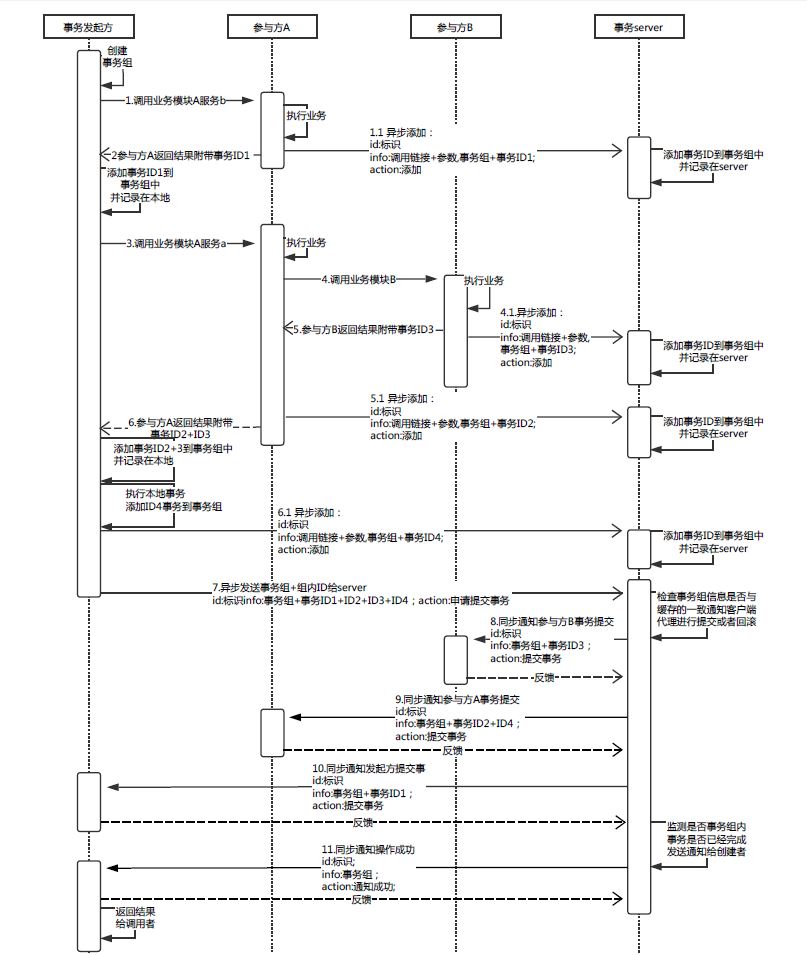 事务发起方
参与方A
参与方B
事务server
创建
事务组
1.调用业务模块A服务b
执行业务
1.1 异步添加：
id:标识
info:调用链接+参数,事务组+事务ID1;
action:添加
添加事务ID到事务组中
并记录在server
2参与方A返回结果附带事务ID1
添加事务ID1到
事务组中
并记录在本地
3.调用业务模块A服务a
执行业务
4.调用业务模块B
执行业务
5.参与方B返回结果附带事务ID3
4.1.异步添加：
id:标识
info:调用链接+参数,
事务组+事务ID3;
action:添加
添加事务ID到事务组中
并记录在server
5.1 异步添加：
id:标识
info:调用链接+参数,事务组+事务ID2;
action:添加
添加事务ID到事务组中
并记录在server
6.参与方A返回结果附带
事务ID2+ID3
添加事务ID2+3到事务组中
并记录在本地
执行本地事务
添加ID4事务到事务组
6.1 异步添加：
id:标识
info:调用链接+参数,事务组+事务ID4;
action:添加
添加事务ID到事务组中
并记录在server
7.异步发送事务组+组内ID给server
id:标识info:事务组+事务ID1+ID2+ID3+ID4；action:申请提交事务
检查事务组信息是否与
缓存的一致通知客户端
代理进行提交或者回滚
8.同步通知参与方B事务提交
id:标识
info:事务组+事务ID3；
action:提交事务
反馈
9.同步通知参与方A事务提交
id:标识
info:事务组+事务ID2+ID4；
action:提交事务
反馈
10.同步通知发起方提交事
id:标识
info:事务组+事务ID1；
action:提交事务
反馈
监测是否事务组内
事务是否已经完成
发送通知给创建者
11.同步通知操作成功
id:标识;
info:事务组；
action:通知成功;
反馈
返回结果
给调用者